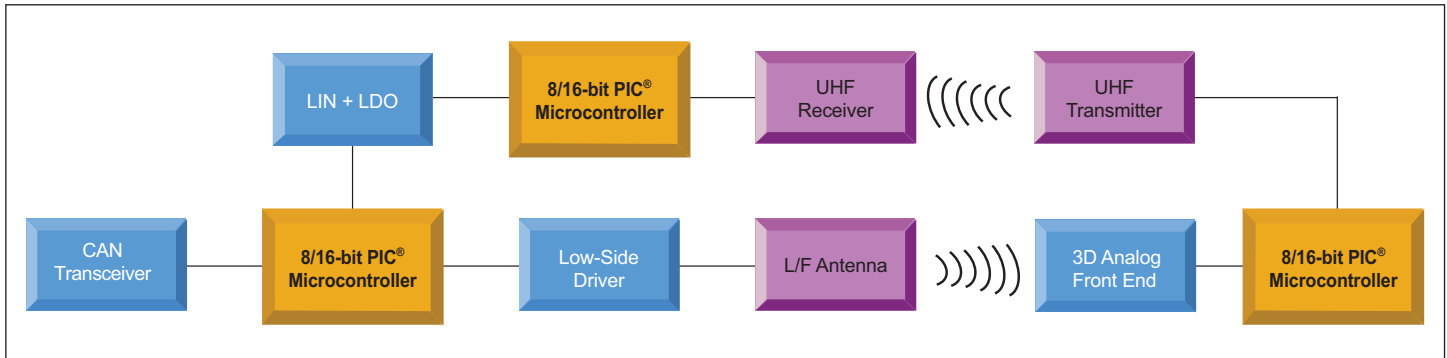 LIN + LDO
8/16-bit PIC®
Microcontroller
UHF
Receiver
UHF
Transmitter
CAN
Transceiver
8/16-bit PIC®
Microcontroller
Low-Side
Driver
L/F Antenna
3D Analog
Front End
8/16-bit PIC®
Microcontroller